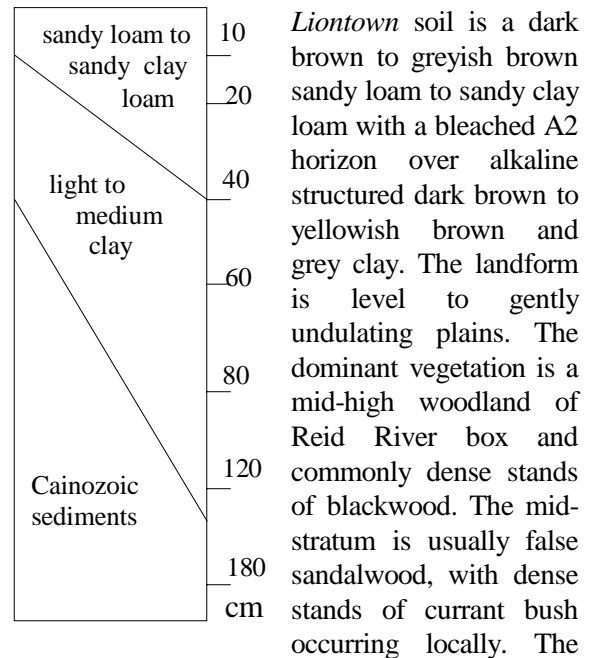 sandy loam to
sandy clay
loam
light to
medium
clay
Cainozoic
sediments
10
20
40
60
80
120
180
cm
Liontown soil is a dark
brown to greyish brown
sandy loam to sandy clay
loam with a bleached A2
horizon over alkaline
structured dark brown to
yellowish brown and
grey clay. The landform
is level to gently
undulating plains. The
dominant vegetation is a
mid-high woodland of
Reid River box and
commonly dense stands
of blackwood. The mid-
stratum is usually false
sandalwood, with dense
stands of currant bush
occurring locally. The